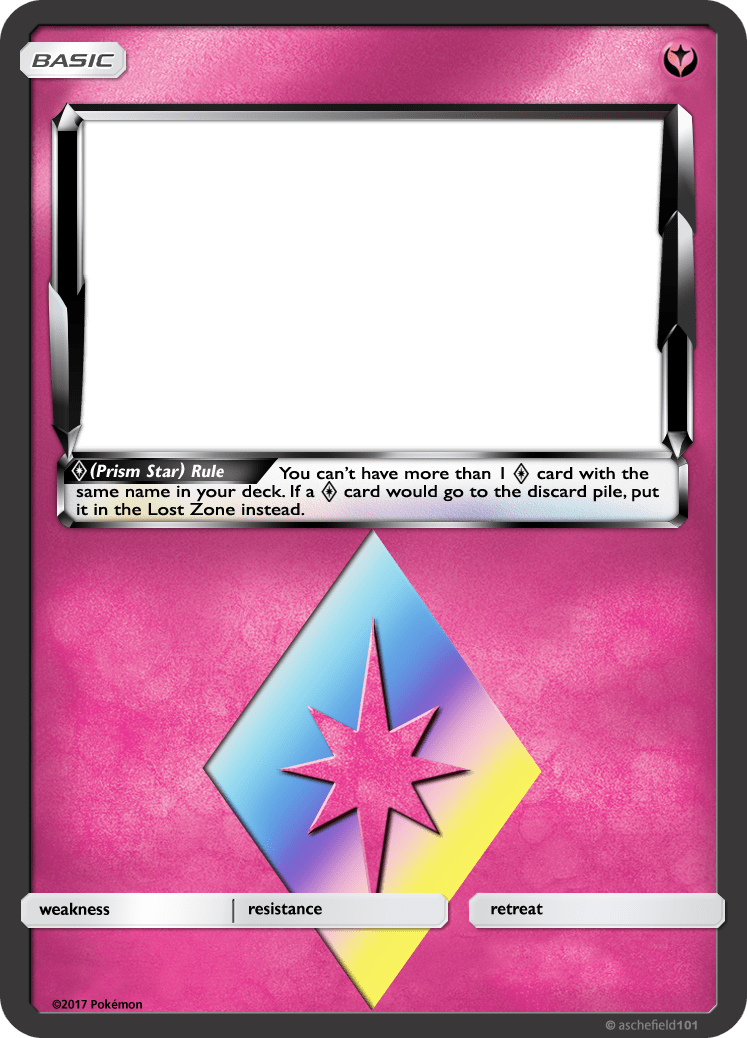 BASIC
(Prism Star) Rule You can't have more than 1 card with the
same name in your deck. If a card would go to the discard pile, put
it in the Lost Zone instead.
weakness resistance retreat
©2017 Pokémon
© aschefield101